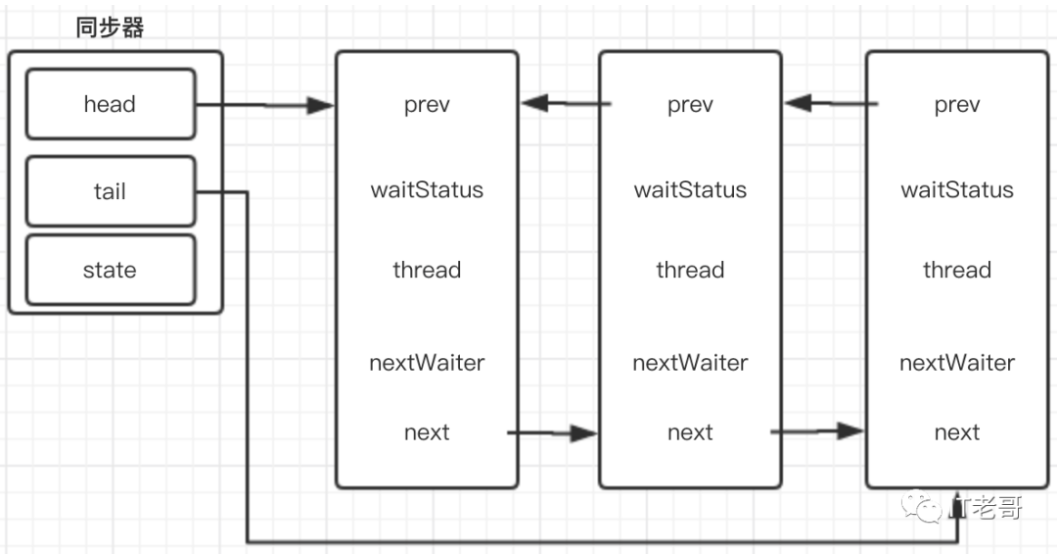 同步器
head
tail
state
prev
waitStatus
thread
nextWaiter
next
prev
waitStatus
thread
nextWaiter
next
prev
waitStatus
thread
nextWaiter
next
IT老哥